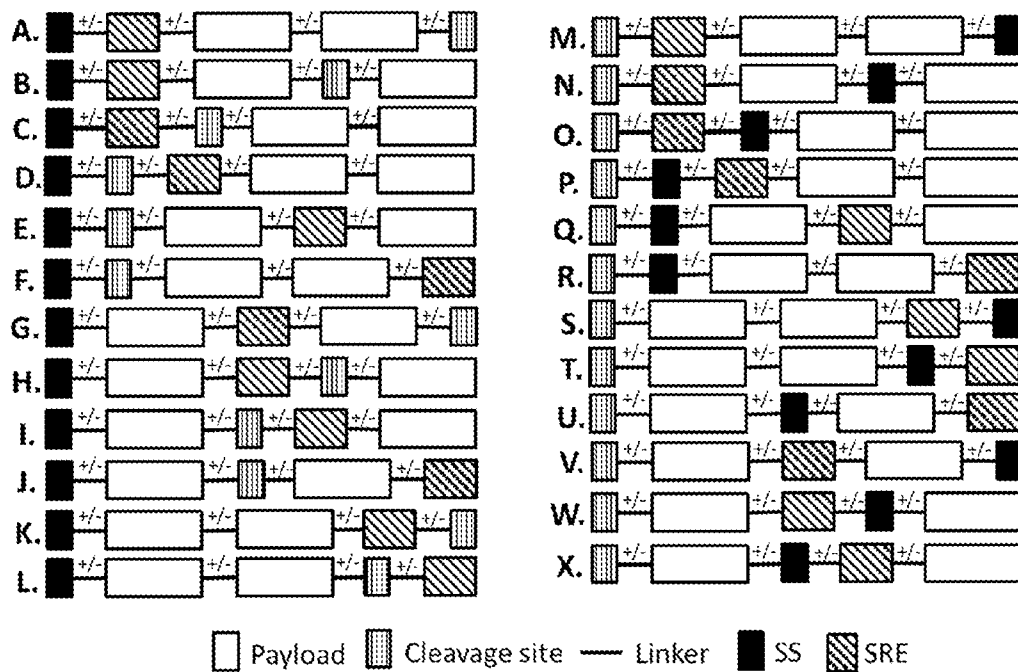 A. +/- +/- +/- +/-
B. +/- +/- +/- +/-
C. +/- +/- +/- +/-
D. +/- +/- +/- +/-
E. +/- +/- +/- +/-
F. +/- +/- +/- +/-
G. +/- +/- +/- +/-
H. +/- +/- +/- +/-
I. +/- +/- +/- +/-
J. +/- +/- +/- +/-
K. +/- +/- +/- +/-
L. +/- +/- +/- +/-
M. +/- +/- +/- +/-
N. +/- +/- +/- +/-
O. +/- +/- +/- +/-
P. +/- +/- +/- +/-
Q. +/- +/- +/- +/-
R. +/- +/- +/- +/-
S. +/- +/- +/- +/-
T. +/- +/- +/- +/-
U. +/- +/- +/- +/-
V. +/- +/- +/- +/-
W. +/- +/- +/- +/-
X. +/- +/- +/- +/-
Payload Cleavage site Linker SS SRE